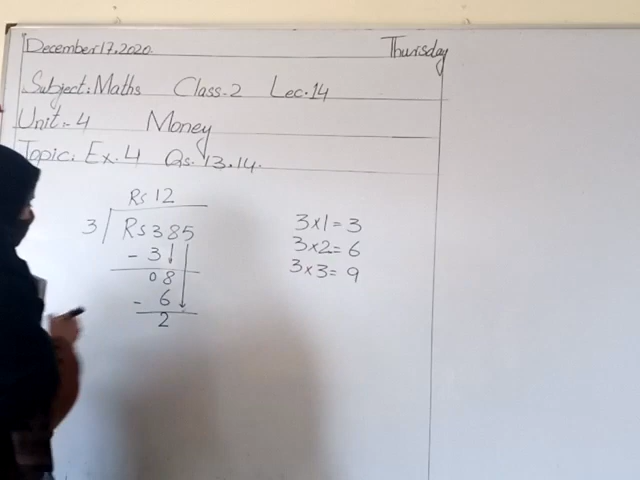 December 17, 2020. Thursday
Subject: Maths Class-2 Lec.14
Unit:- 4 Money
Topic: Ex.4 Qs. 13.14.
Rs 12
3 Rs 385
- 3
08
- 6
2
3x1= 3
3x2= 6
3x3= 9